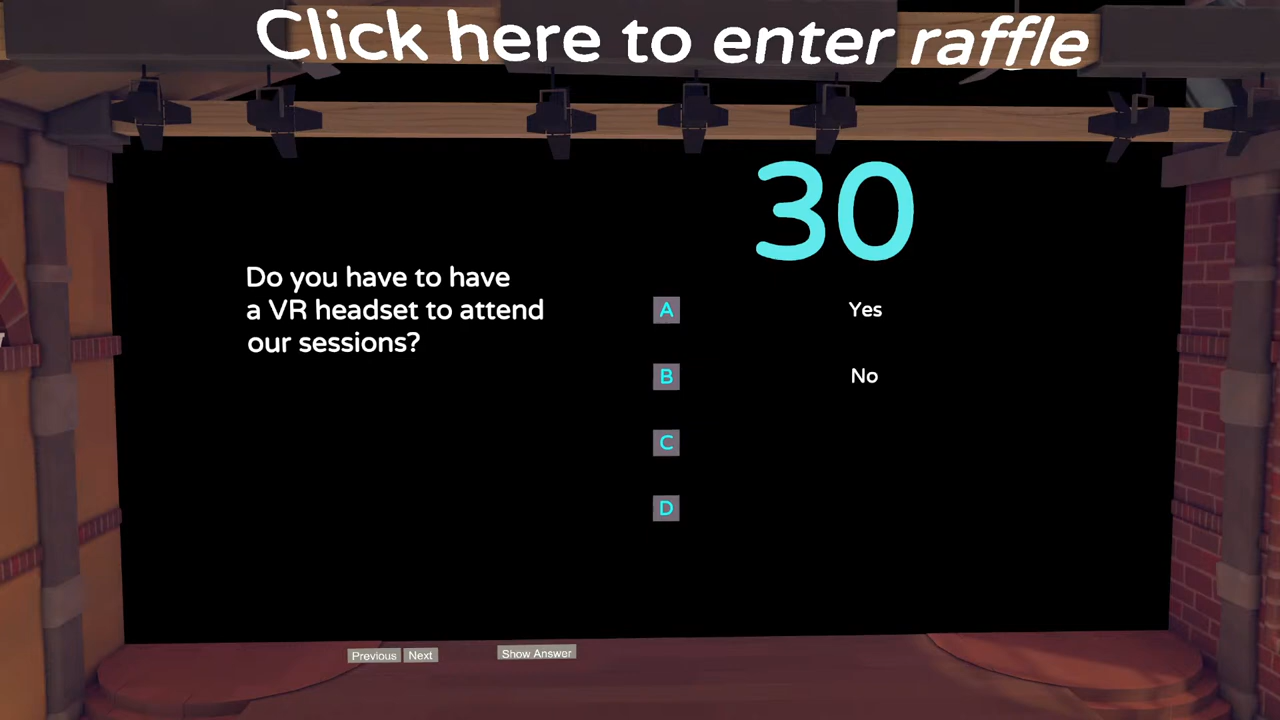 Click here to enter raffle
30
Do you have to have
a VR headset to attend
our sessions?
A Yes
B No
C
D
Previous Next Show Answer